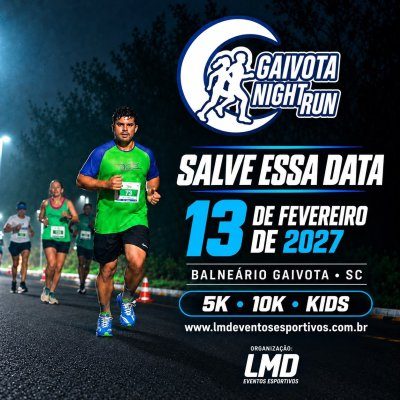 GAIVOTA
NIGHT
RUN
SALVE ESSA DATA
13 DE FEVEREIRO
DE 2027
BALNEÁRIO GAIVOTA • SC
5K • 10K • KIDS
www.lmdeventosesportivos.com.br
ORGANIZAÇÃO:
LMD
EVENTOS ESPORTIVOS
73